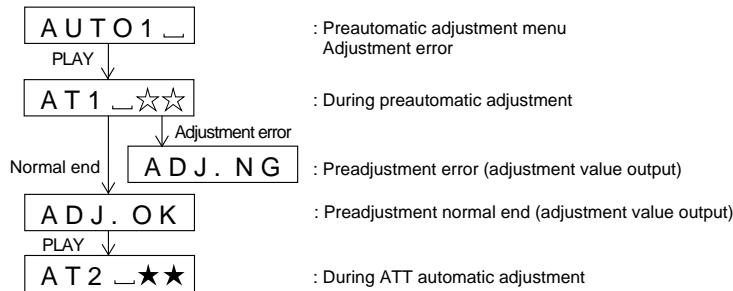 AUTO1 ⎵ : Preautomatic adjustment menu
Adjustment error
PLAY
AT1 ⎵☆☆ : During preautomatic adjustment
Adjustment error
Normal end ADJ. NG : Preadjustment error (adjustment value output)
ADJ. OK : Preadjustment normal end (adjustment value output)
PLAY
AT2 ⎵★★ : During ATT automatic adjustment